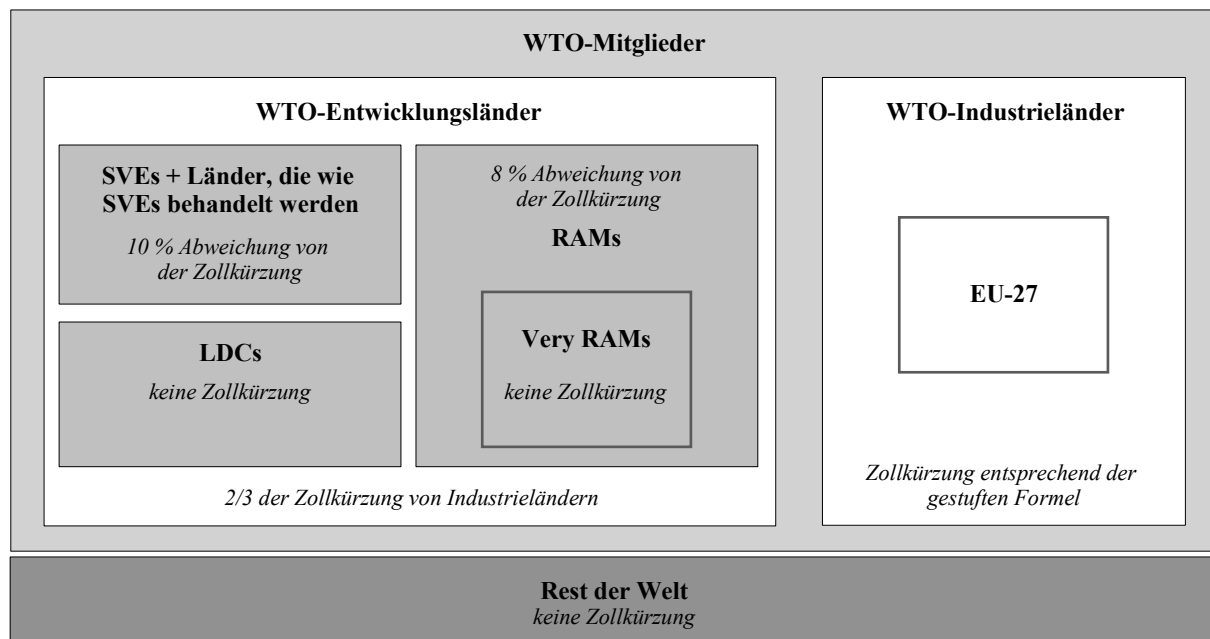 WTO-Mitglieder
WTO-Entwicklungsländer
SVEs + Länder, die wie
SVEs behandelt werden
10 % Abweichung von
der Zollkürzung
LDCs
keine Zollkürzung
8 % Abweichung von
der Zollkürzung
RAMs
Very RAMs
keine Zollkürzung
2/3 der Zollkürzung von Industrieländern
WTO-Industrieländer
EU-27
Zollkürzung entsprechend der
gestuften Formel
Rest der Welt
keine Zollkürzung